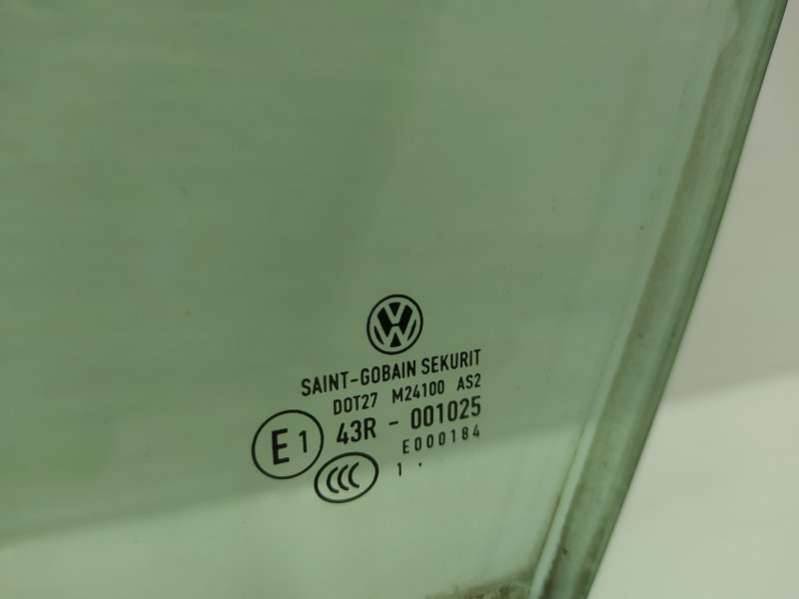 VW
SAINT-GOBAIN SEKURIT
DOT27 M24100 AS2
E1 43R - 001025
E000184
CCC 1 .